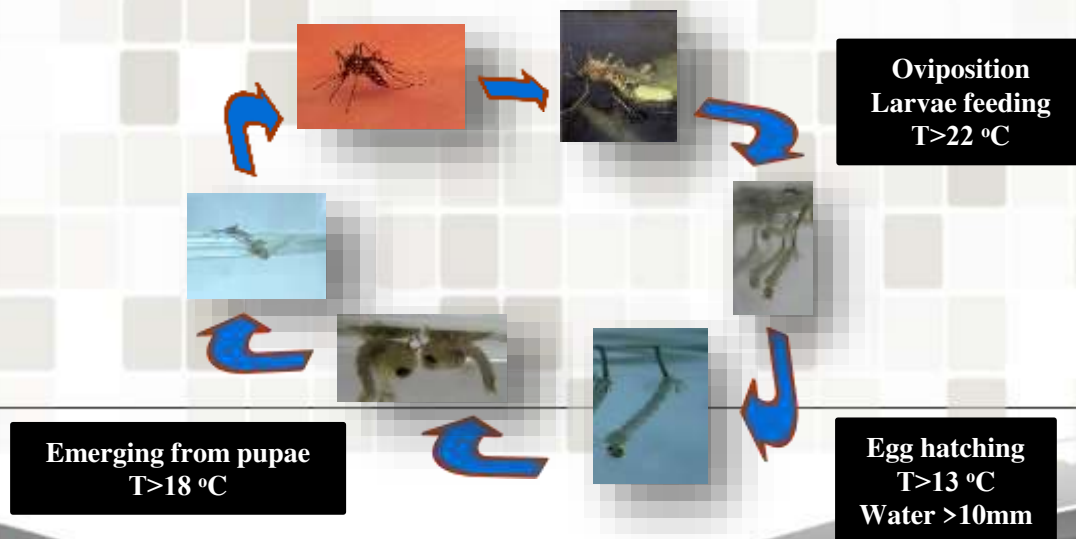 Oviposition
Larvae feeding
T>22 ºC
Emerging from pupae
T>18 ºC
Egg hatching
T>13 ºC
Water >10mm